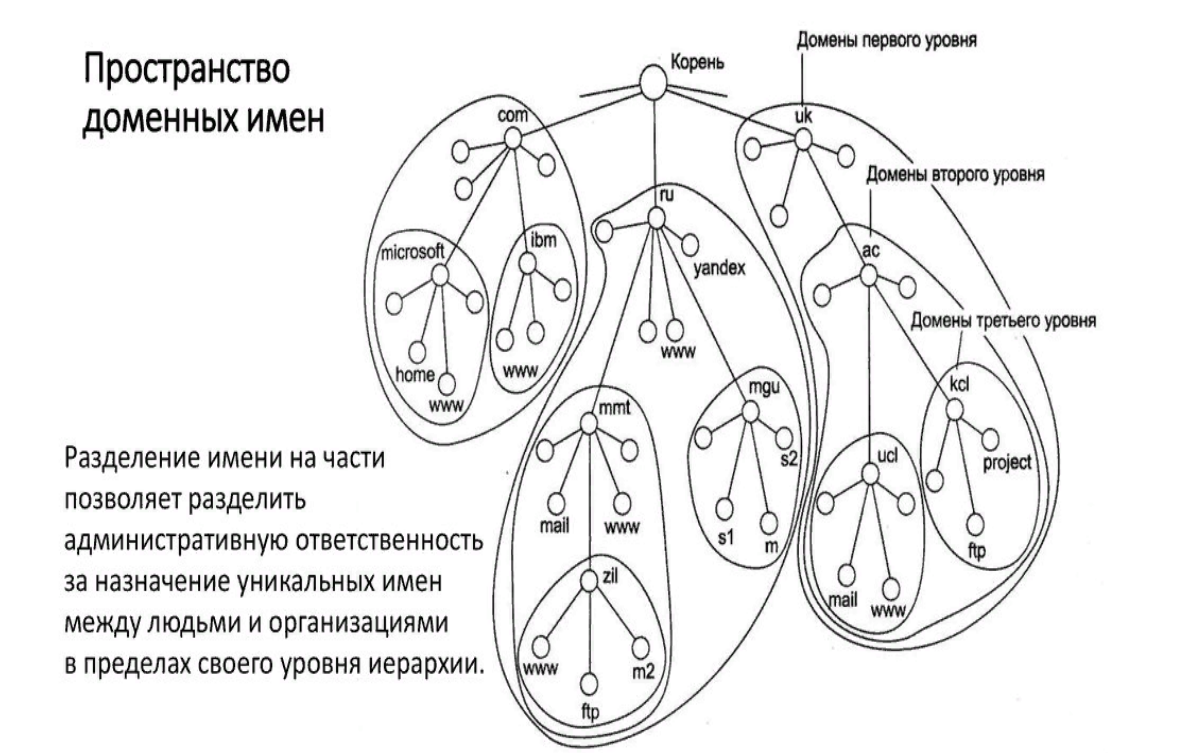 Пространство
доменных имен
Корень
Домены первого уровня
com
uk
Домены второго уровня
ru
microsoft
ibm
yandex
ac
Домены третьего уровня
home
www
www
www
mmt
mgu
kcl
ucl
project
s2
mail
www
s1
m
ftp
zil
mail
www
www
m2
ftp
Разделение имени на части
позволяет разделить
административную ответственность
за назначение уникальных имен
между людьми и организациями
в пределах своего уровня иерархии.